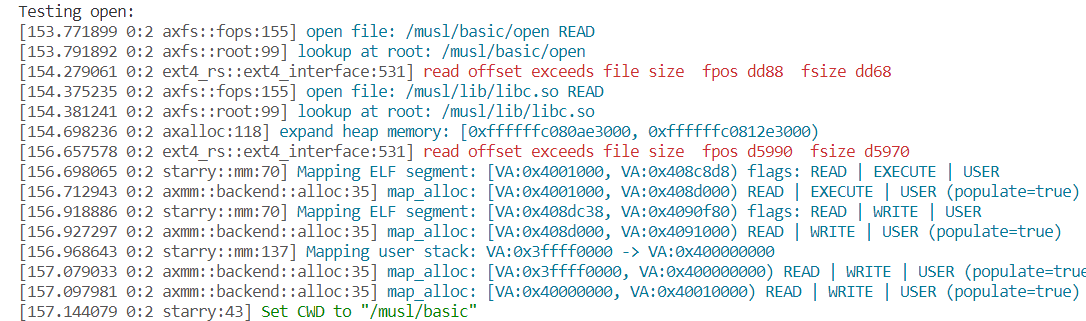 Testing open:
[153.771899 0:2 axfs::fops:155] open file: /musl/basic/open READ
[153.791892 0:2 axfs::root:99] lookup at root: /musl/basic/open
[154.279061 0:2 ext4_rs::ext4_interface:531] read offset exceeds file size  fpos dd88  fsize dd68
[154.375235 0:2 axfs::fops:155] open file: /musl/lib/libc.so READ
[154.381241 0:2 axfs::root:99] lookup at root: /musl/lib/libc.so
[154.698236 0:2 axalloc:118] expand heap memory: [0xffffffc080ae3000, 0xffffffc0812e3000)
[156.657578 0:2 ext4_rs::ext4_interface:531] read offset exceeds file size  fpos d5990  fsize d5970
[156.698065 0:2 starry::mm:70] Mapping ELF segment: [VA:0x4001000, VA:0x408c8d8) flags: READ | EXECUTE | USER
[156.712943 0:2 axmm::backend::alloc:35] map_alloc: [VA:0x4001000, VA:0x408d000) READ | EXECUTE | USER (populate=true)
[156.918886 0:2 starry::mm:70] Mapping ELF segment: [VA:0x408dc38, VA:0x4090f80) flags: READ | WRITE | USER
[156.927297 0:2 axmm::backend::alloc:35] map_alloc: [VA:0x408d000, VA:0x4091000) READ | WRITE | USER (populate=true)
[156.968643 0:2 starry::mm:137] Mapping user stack: VA:0x3ffff0000 -> VA:0x400000000
[157.079033 0:2 axmm::backend::alloc:35] map_alloc: [VA:0x3ffff0000, VA:0x400000000) READ | WRITE | USER (populate=true
[157.097981 0:2 axmm::backend::alloc:35] map_alloc: [VA:0x40000000, VA:0x40010000) READ | WRITE | USER (populate=true)
[157.144079 0:2 starry:43] Set CWD to "/musl/basic"